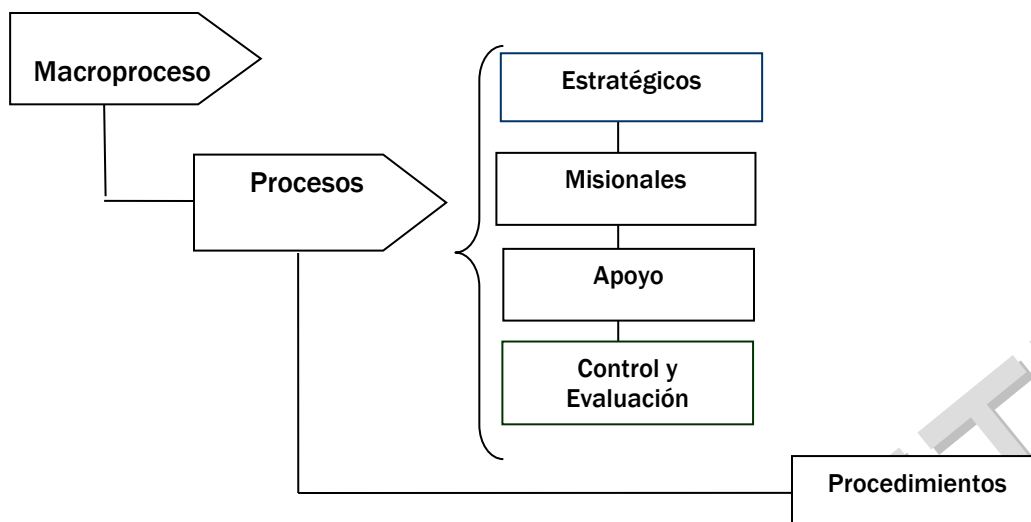 Macroproceso
Procesos
Estratégicos
Misionales
Apoyo
Control y
Evaluación
Procedimientos